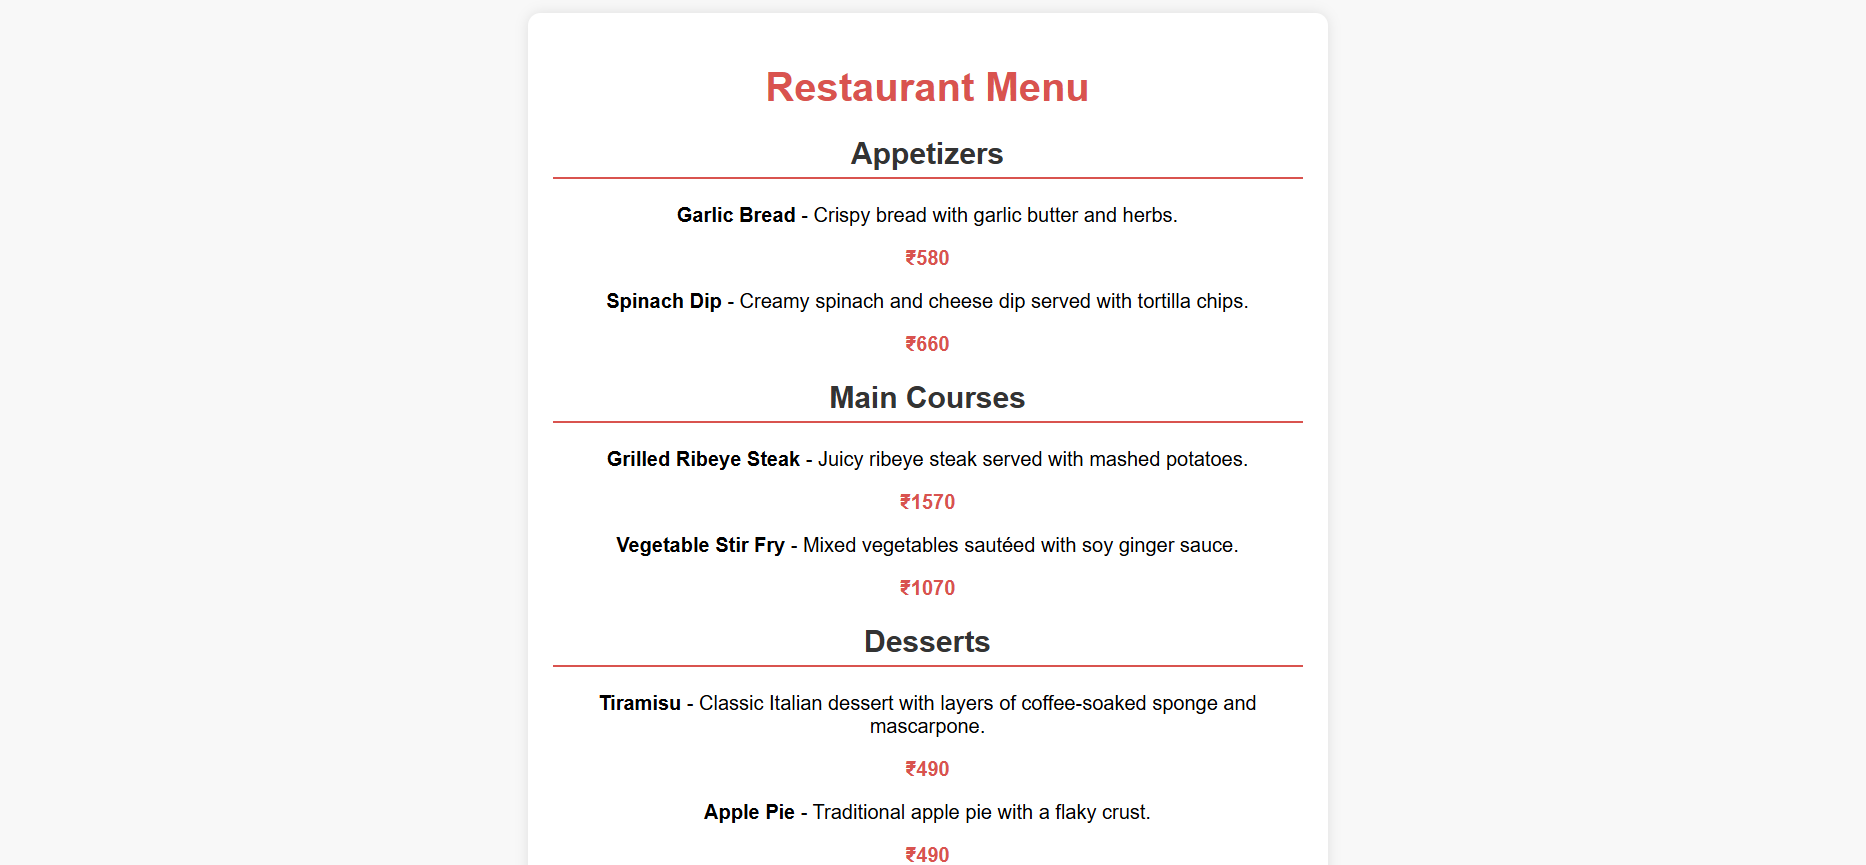 Restaurant Menu
Appetizers
Garlic Bread - Crispy bread with garlic butter and herbs.
₹580
Spinach Dip - Creamy spinach and cheese dip served with tortilla chips.
₹660
Main Courses
Grilled Ribeye Steak - Juicy ribeye steak served with mashed potatoes.
₹1570
Vegetable Stir Fry - Mixed vegetables sautéed with soy ginger sauce.
₹1070
Desserts
Tiramisu - Classic Italian dessert with layers of coffee-soaked sponge and
mascarpone.
₹490
Apple Pie - Traditional apple pie with a flaky crust.
₹490